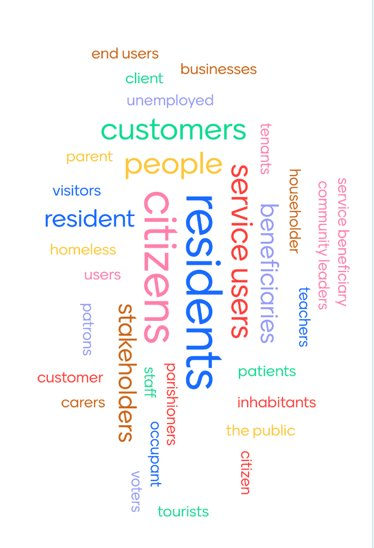 end users
businesses
client
unemployed
customers
tenants
parent
people
service users
householder
service beneficiary
community leaders
visitors
citizens
residents
beneficiaries
resident
homeless
users
teachers
patrons
stakeholders
staff
parishioners
patients
customer
carers
inhabitants
occupant
the public
citizen
voters
tourists